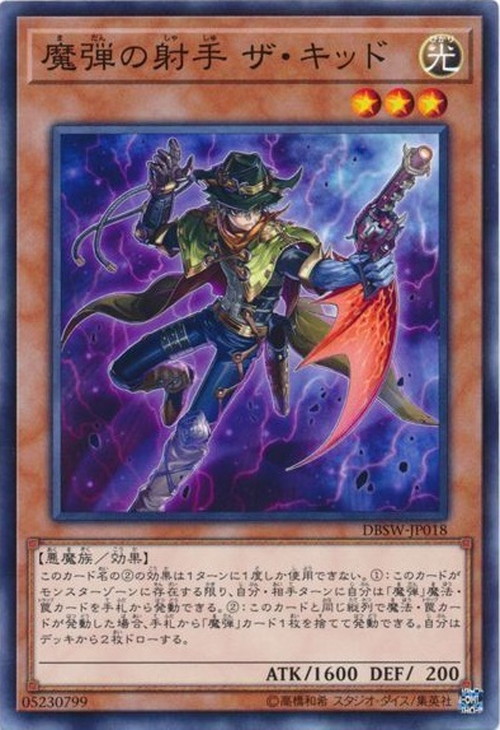 魔弾の射手 ザ・キッド
光
DBSW-JP018
【悪魔族／効果】
このカード名の②の効果は１ターンに１度しか使用できない。①：このカードが
モンスターゾーンに存在する限り、自分・相手ターンに自分は「魔弾」魔法・
罠カードを手札から発動できる。②：このカードと同じ縦列で魔法・罠カー
ドが発動した場合、手札から「魔弾」カード１枚を捨てて発動できる。自分は
デッキから２枚ドローする。
ATK/1600 DEF/ 200
05230799
©高橋和希 スタジオ・ダイス/集英社